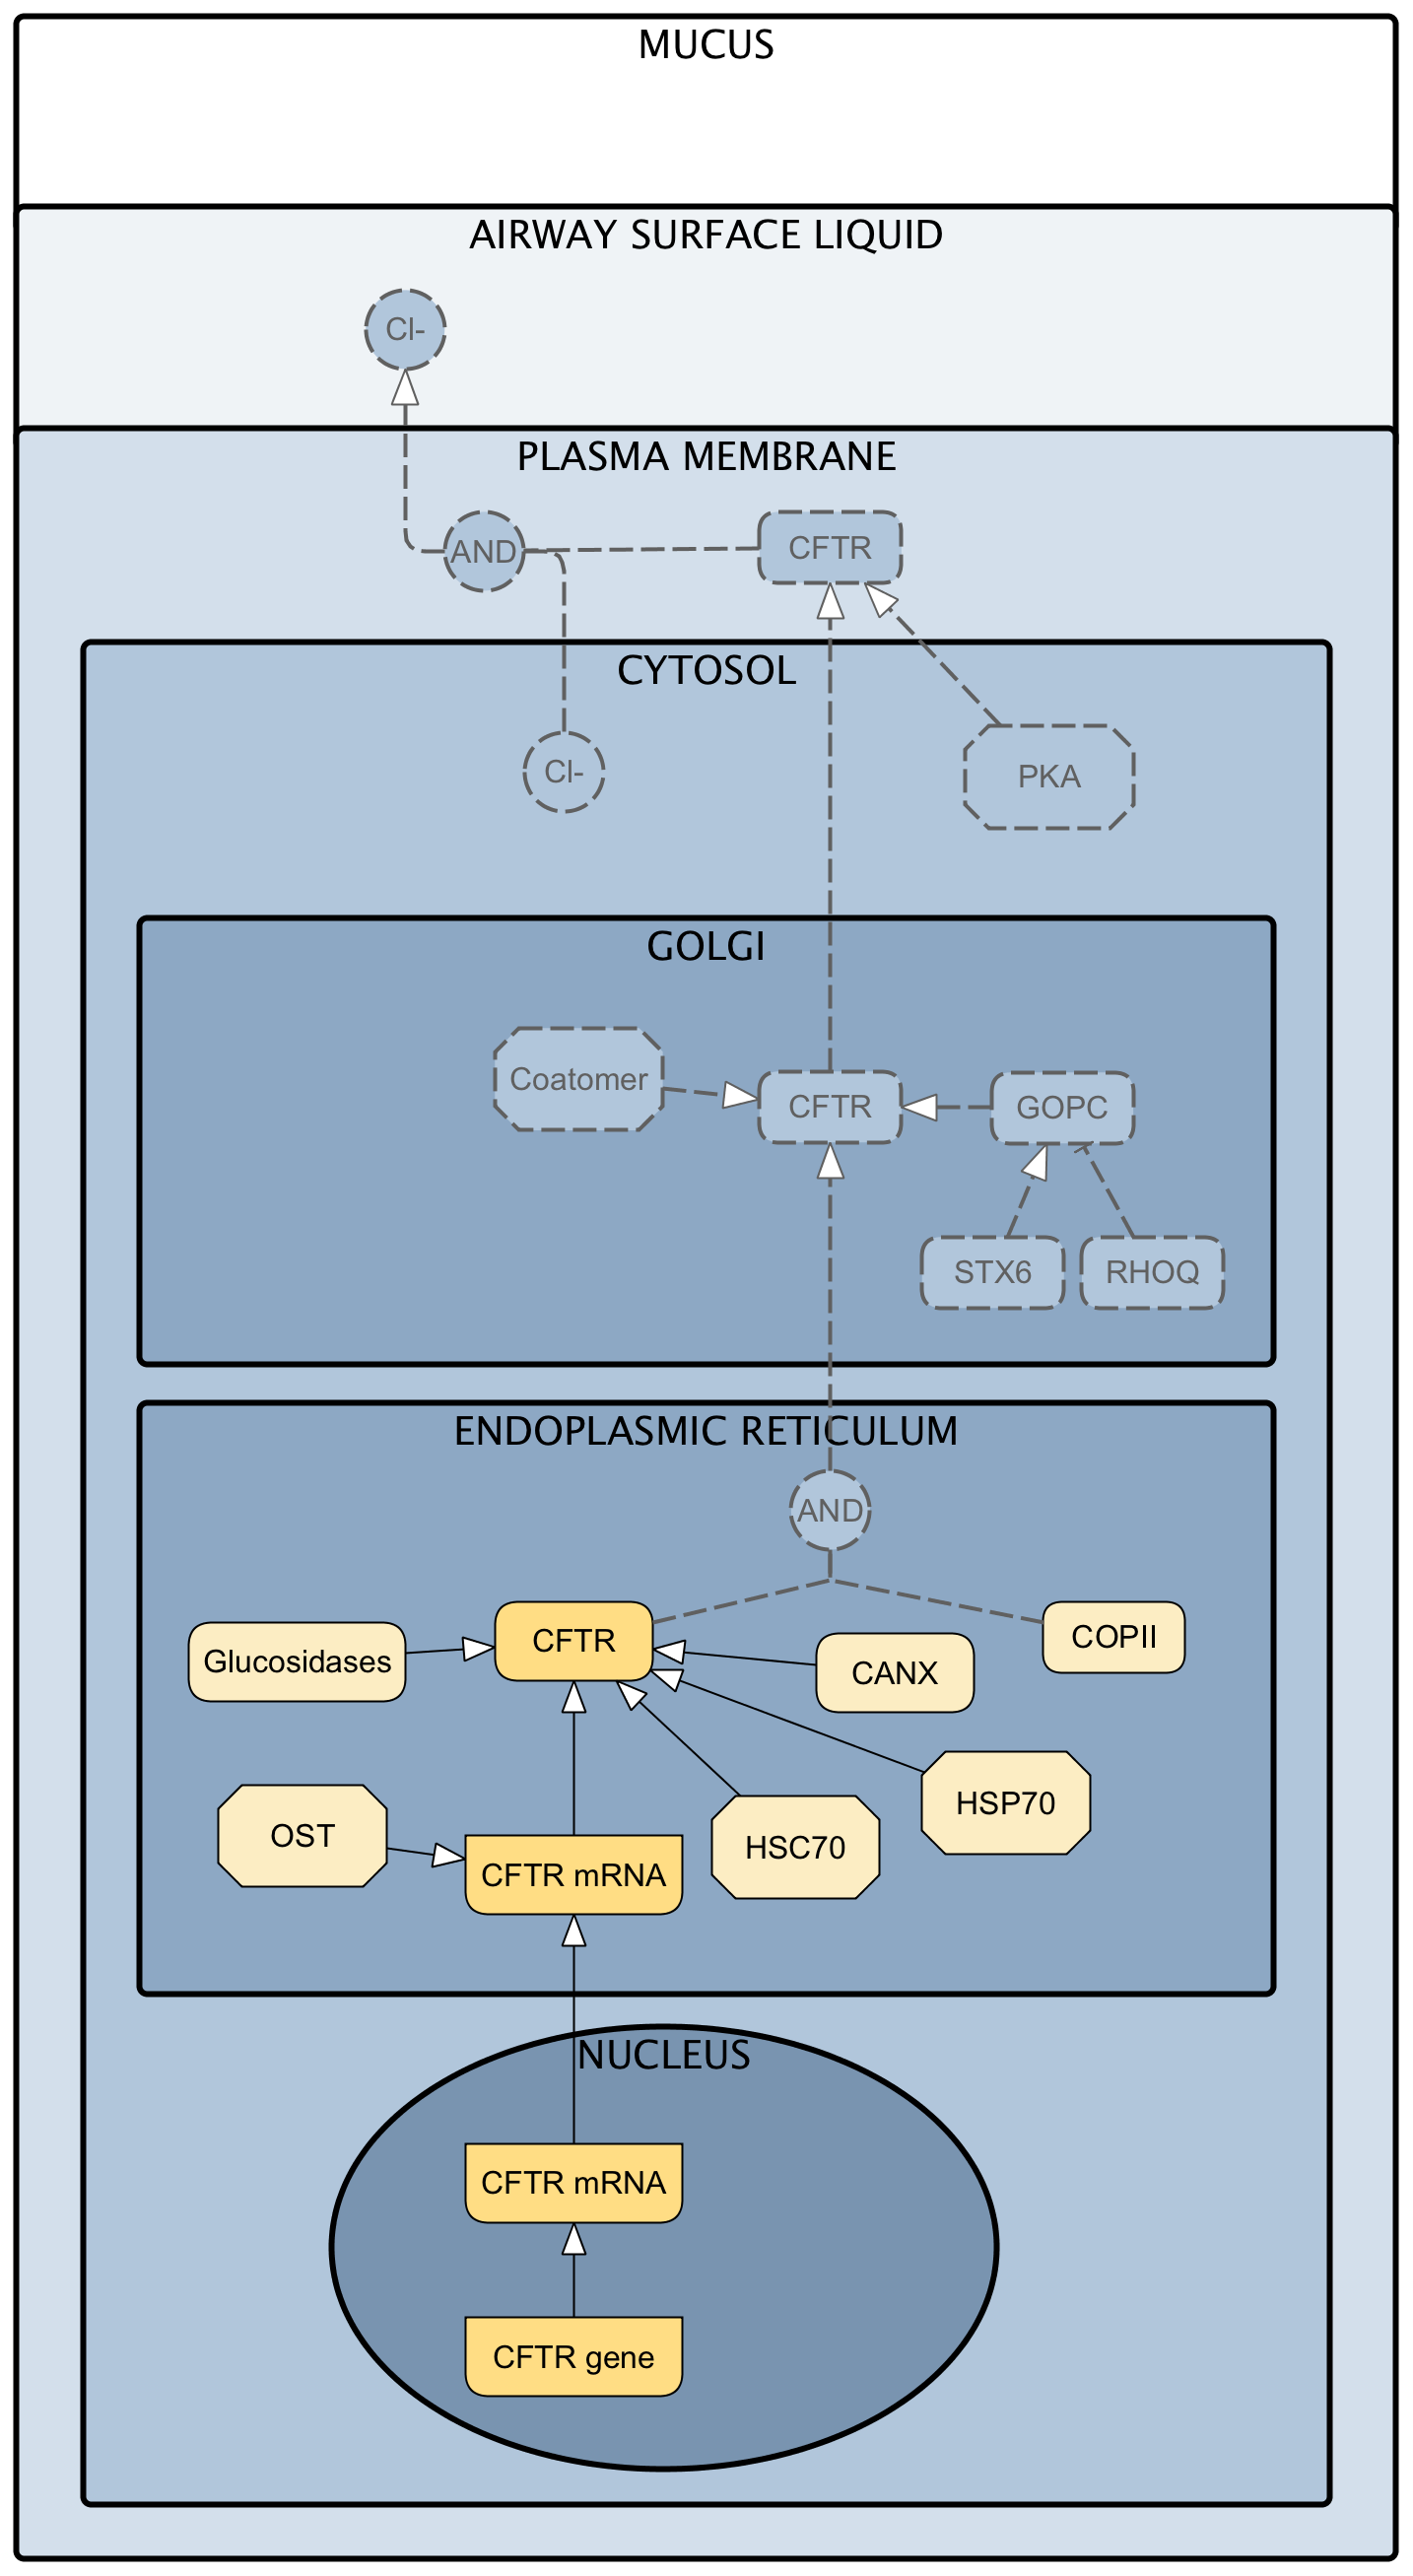 MUCUS
AIRWAY SURFACE LIQUID
Cl-
PLASMA MEMBRANE
AND
CFTR
CYTOSOL
Cl-
PKA
GOLGI
Coatomer
CFTR
GOPC
STX6
RHOQ
ENDOPLASMIC RETICULUM
AND
CFTR
COPII
Glucosidases
CANX
HSP70
OST
HSC70
CFTR mRNA
NUCLEUS
CFTR mRNA
CFTR gene